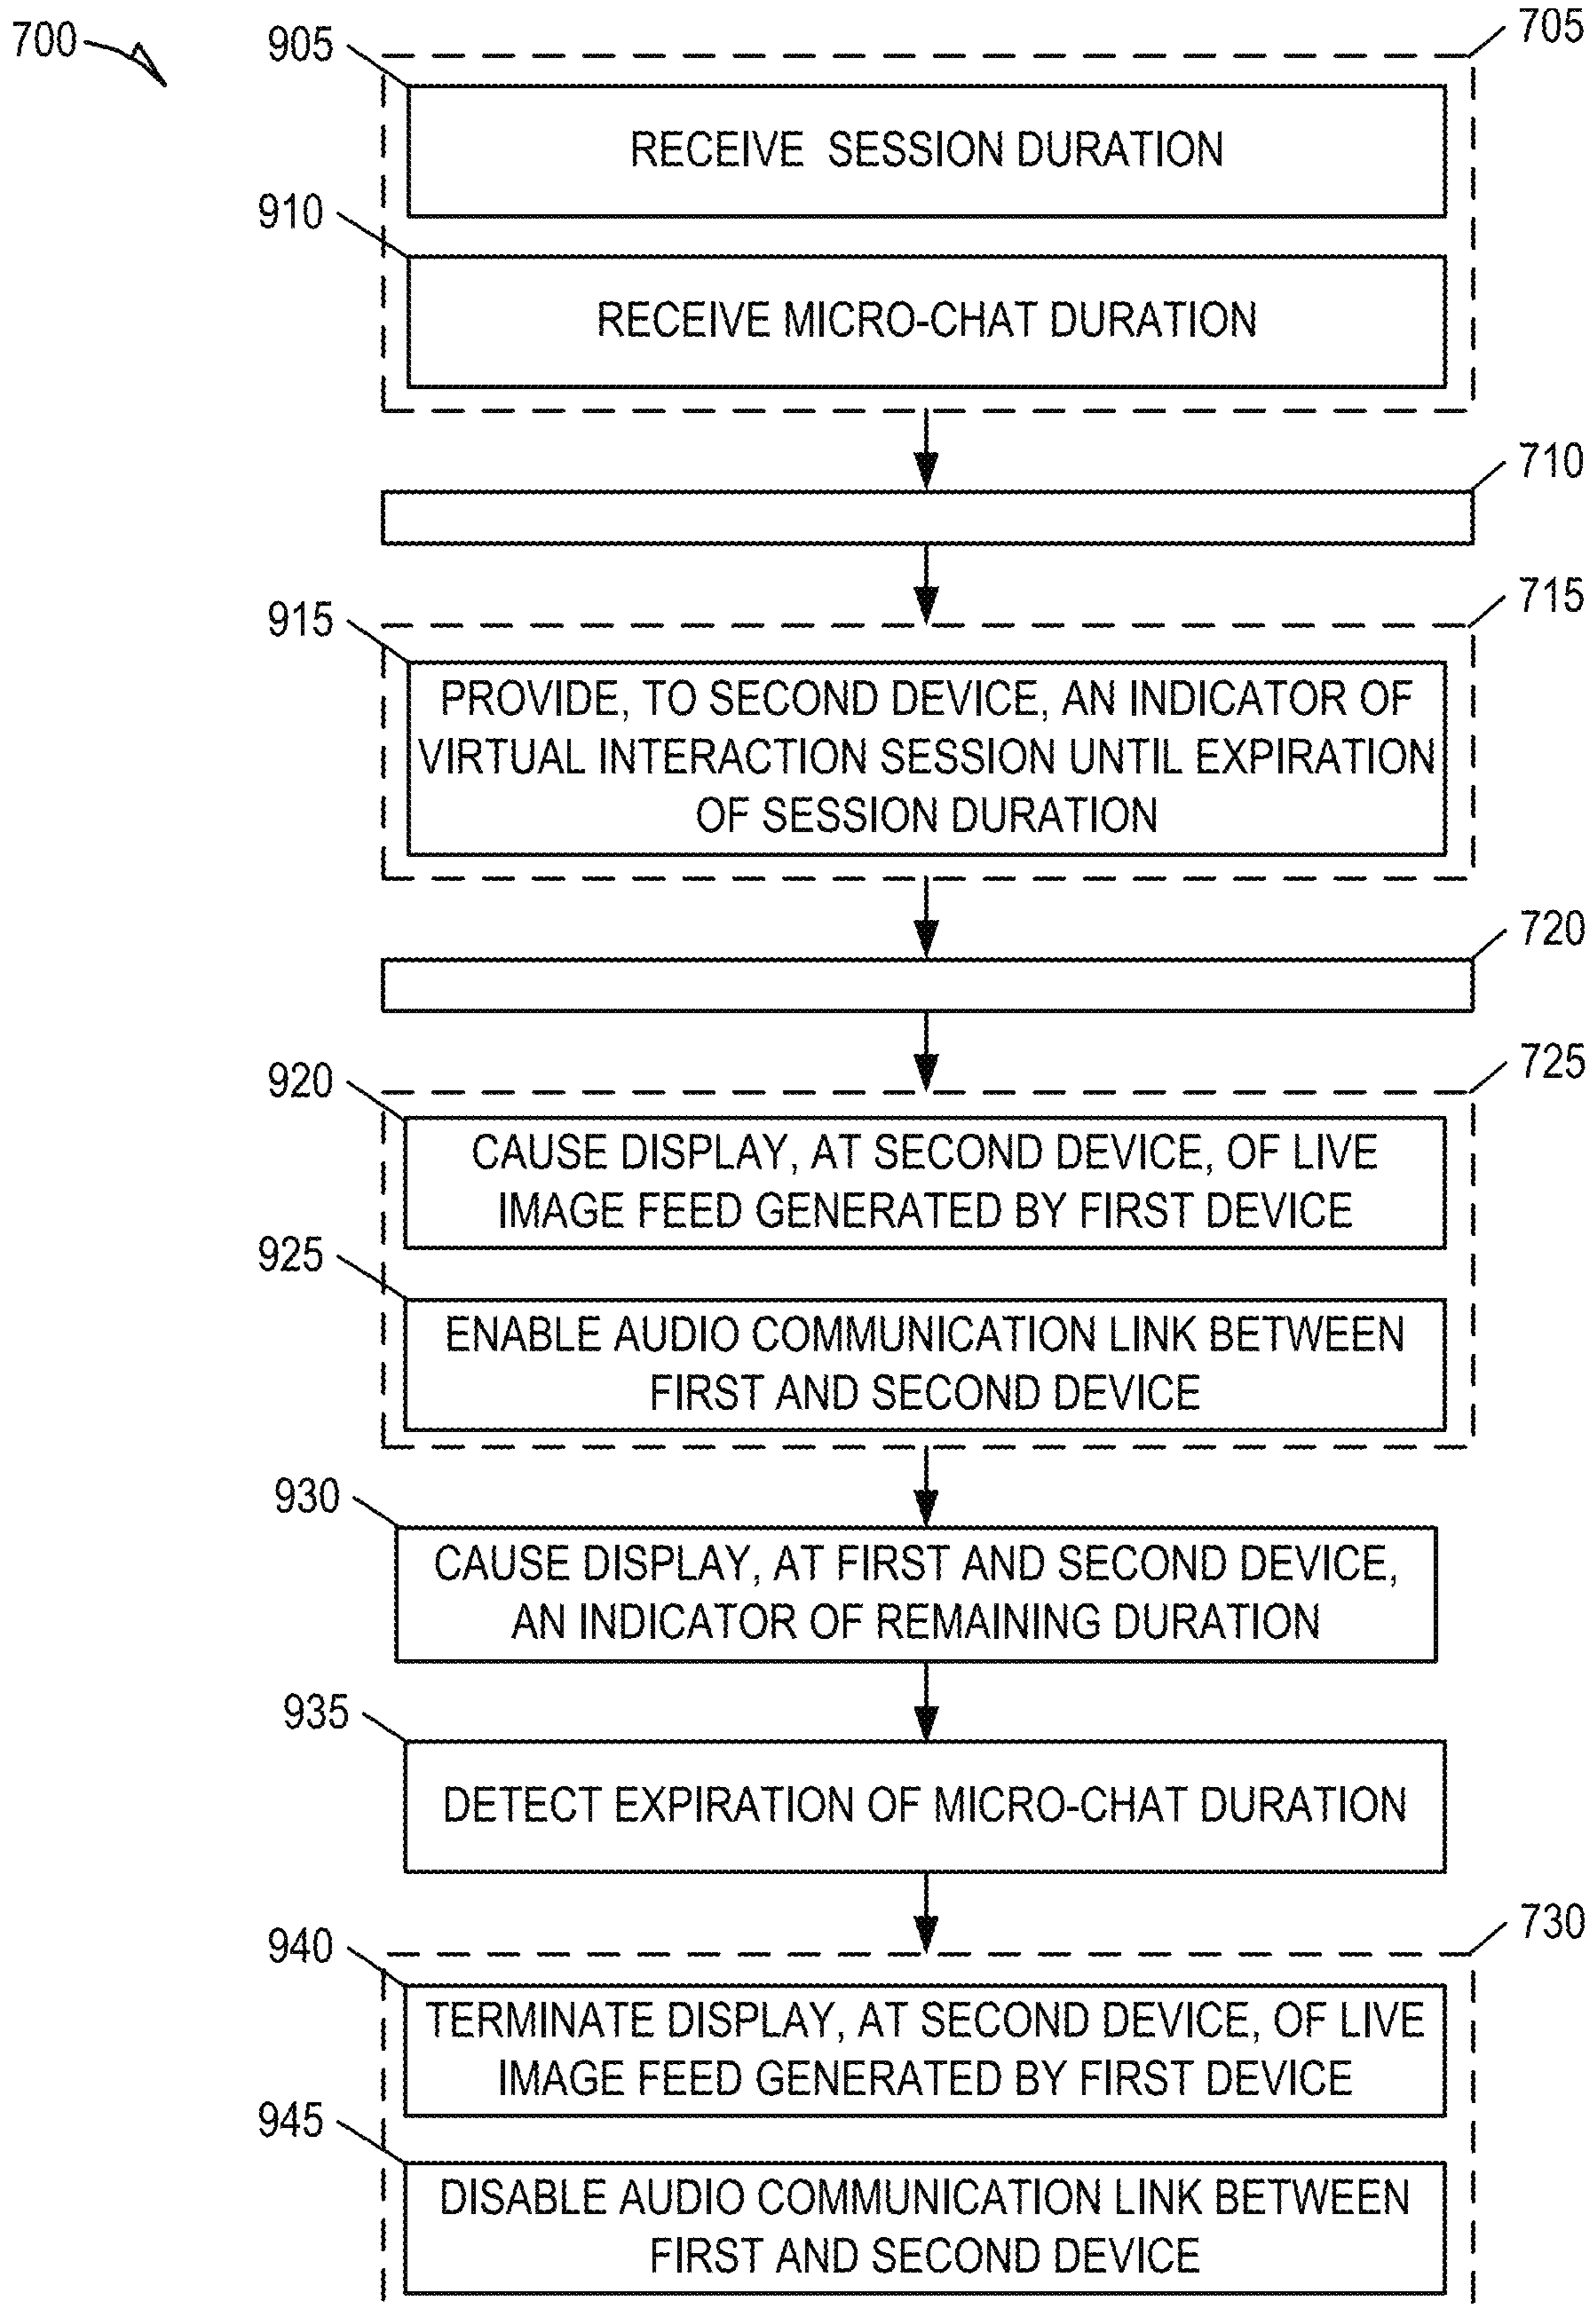 700
905
705
RECEIVE SESSION DURATION
910
RECEIVE MICRO-CHAT DURATION
710
715
915
PROVIDE, TO SECOND DEVICE, AN INDICATOR OF
VIRTUAL INTERACTION SESSION UNTIL EXPIRATION
OF SESSION DURATION
720
725
920
CAUSE DISPLAY, AT SECOND DEVICE, OF LIVE
IMAGE FEED GENERATED BY FIRST DEVICE
925
ENABLE AUDIO COMMUNICATION LINK BETWEEN
FIRST AND SECOND DEVICE
930
CAUSE DISPLAY, AT FIRST AND SECOND DEVICE,
AN INDICATOR OF REMAINING DURATION
935
DETECT EXPIRATION OF MICRO-CHAT DURATION
730
940
TERMINATE DISPLAY, AT SECOND DEVICE, OF LIVE
IMAGE FEED GENERATED BY FIRST DEVICE
945
DISABLE AUDIO COMMUNICATION LINK BETWEEN
FIRST AND SECOND DEVICE